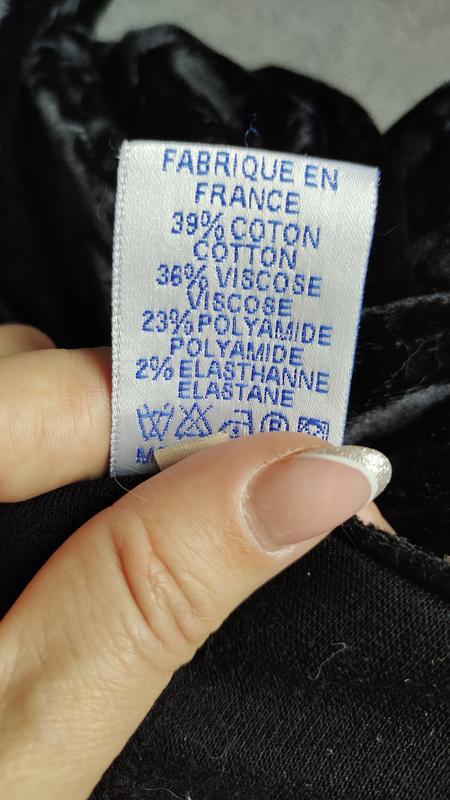 FABRIQUE EN
FRANCE
39% COTON
COTTON
36% VISCOSE
VISCOSE
23% POLYAMIDE
POLYAMIDE
2% ELASTHANNE
ELASTANE
P
M